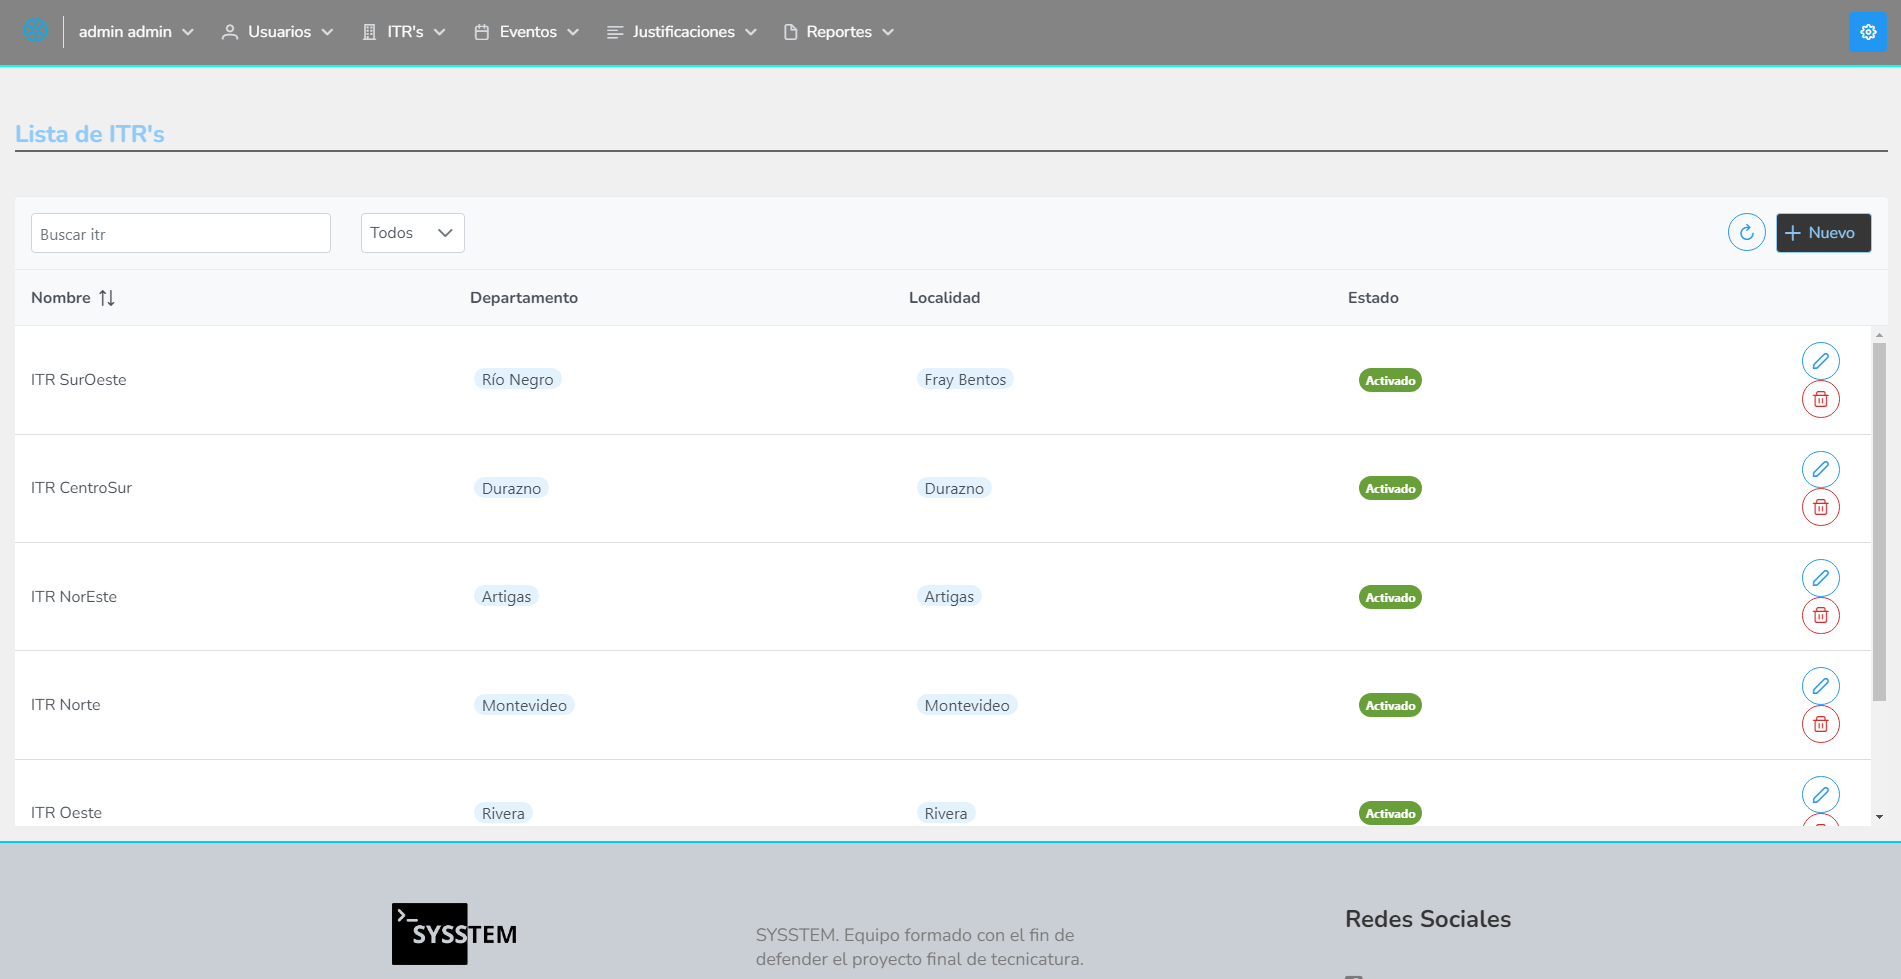 admin admin Usuarios ITR's Eventos Justificaciones Reportes
Lista de ITR's
Buscar itr Todos Nuevo
Nombre Departamento Localidad Estado
ITR SurOeste Río Negro Fray Bentos Activado
ITR CentroSur Durazno Durazno Activado
ITR NorEste Artigas Artigas Activado
ITR Norte Montevideo Montevideo Activado
ITR Oeste Rivera Rivera Activado
>_
SYSSTEM
SYSSTEM. Equipo formado con el fin de
defender el proyecto final de tecnicatura.
Redes Sociales